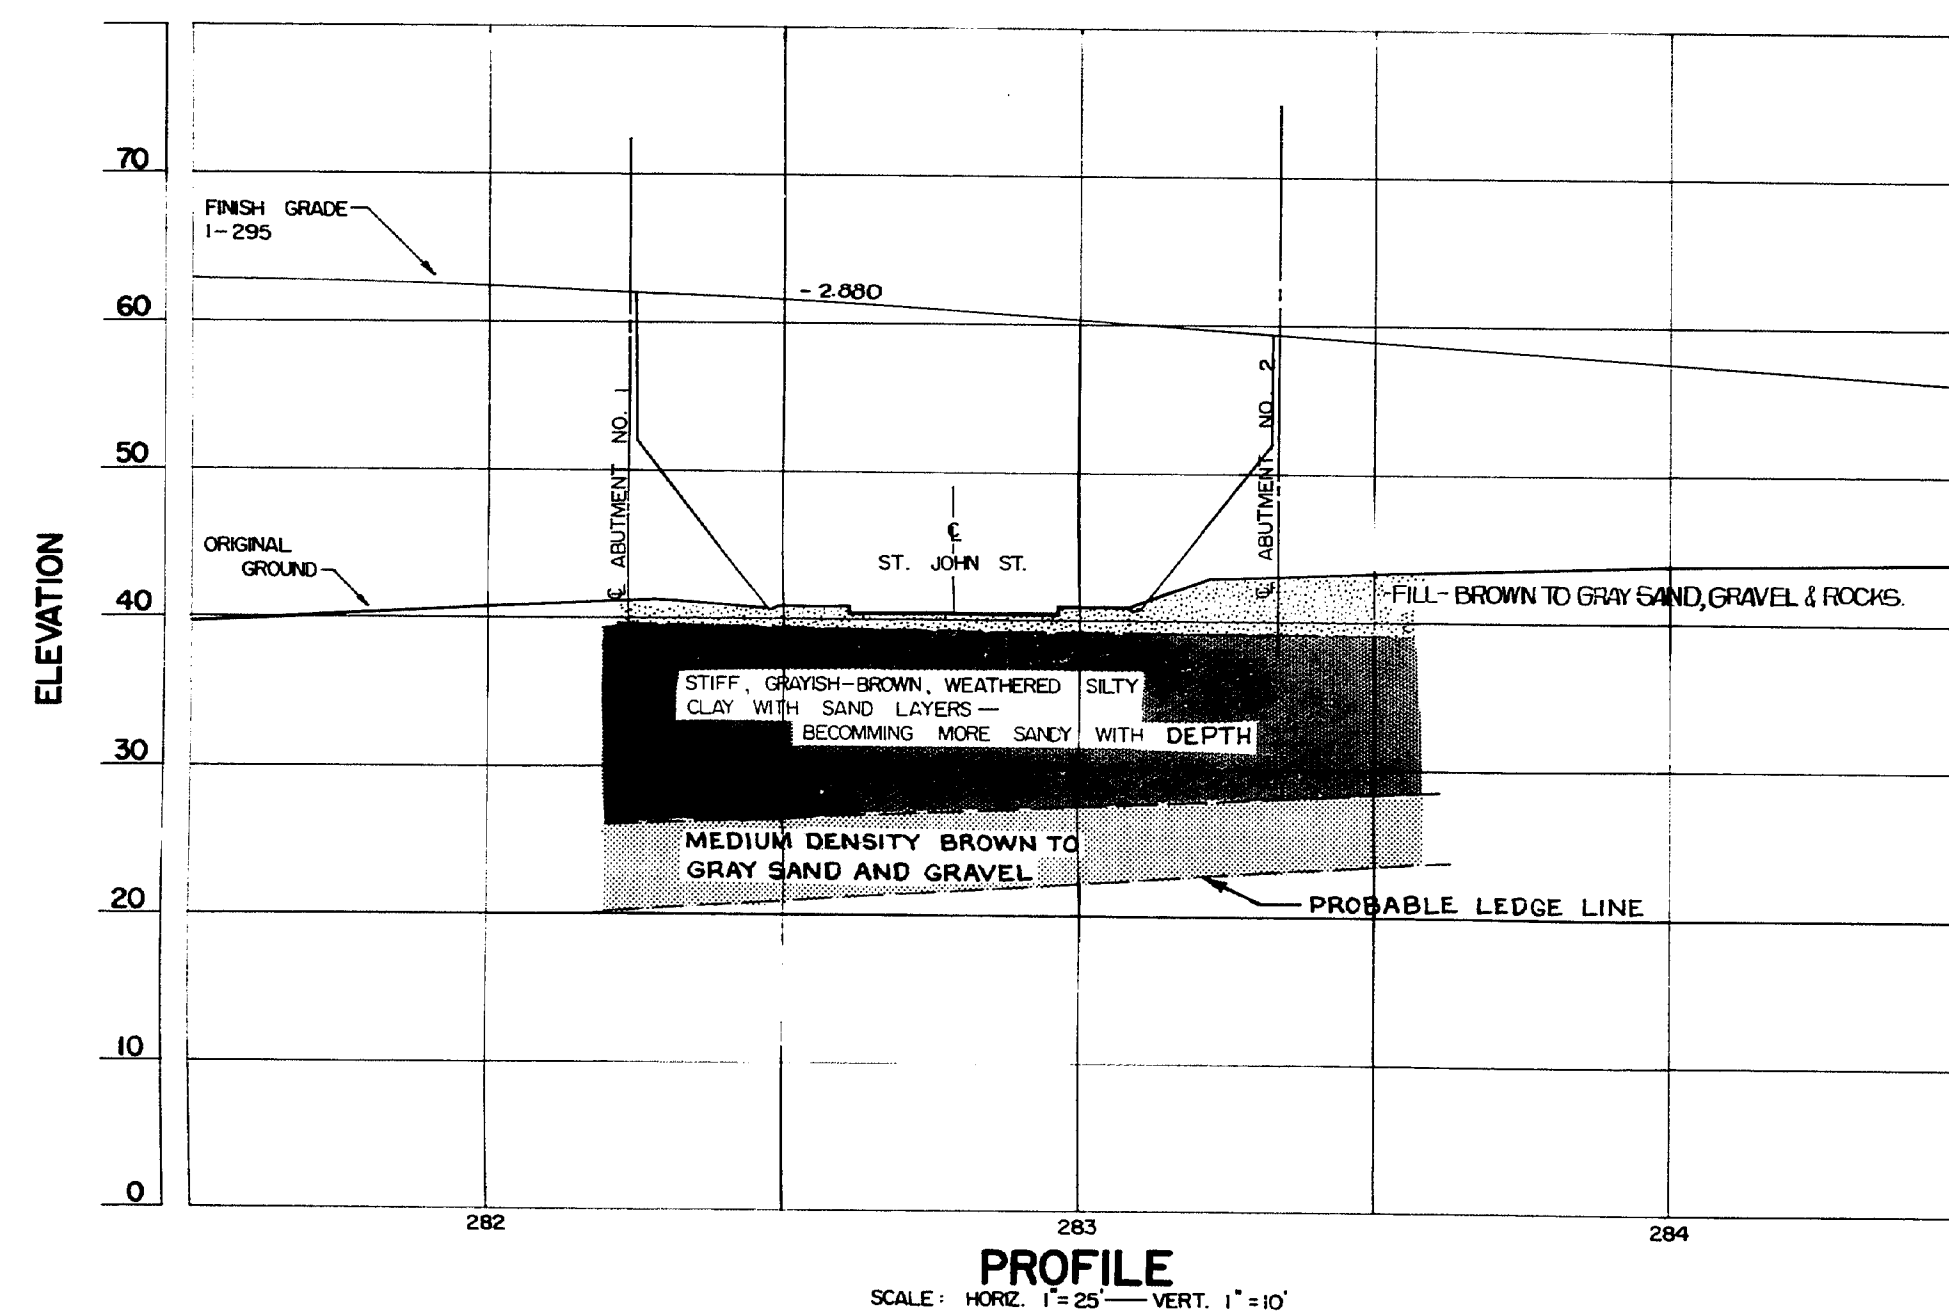 70
FINISH GRADE
I-295
60
- 2.880
50
ELEVATION
℄ ABUTMENT NO. 1
℄ ABUTMENT NO. 2
℄
ST. JOHN ST.
ORIGINAL
GROUND
40
FILL- BROWN TO GRAY SAND, GRAVEL & ROCKS.
STIFF, GRAYISH-BROWN, WEATHERED SILTY
CLAY WITH SAND LAYERS—
BECOMMING MORE SANDY WITH DEPTH
30
MEDIUM DENSITY BROWN TO
GRAY SAND AND GRAVEL
20
PROBABLE LEDGE LINE
10
0
282
283
284
PROFILE
SCALE: HORIZ. 1"=25'—VERT. 1"=10'